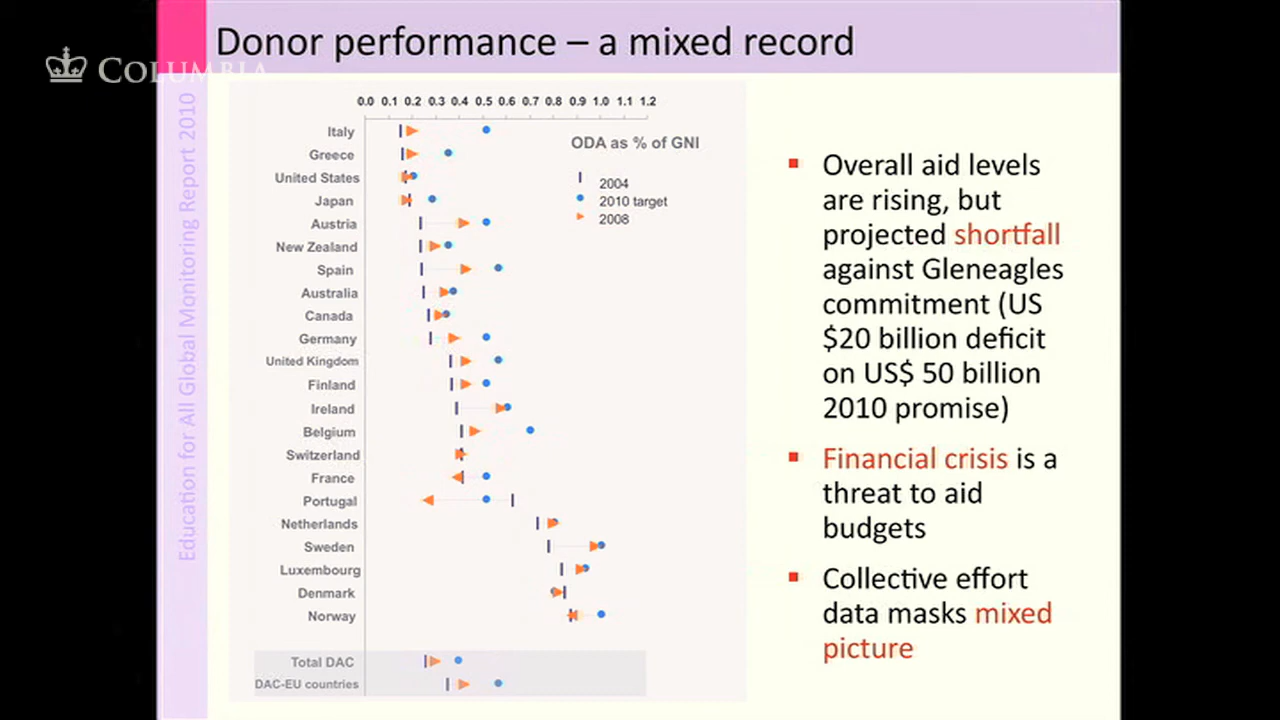 Donor performance – a mixed record
COLUMBIA
Education for All Global Monitoring Report 2010
0.0 0.1 0.2 0.3 0.4 0.5 0.6 0.7 0.8 0.9 1.0 1.1 1.2
ODA as % of GNI
2004
2010 target
2008
Italy
Greece
United States
Japan
Austria
New Zealand
Spain
Australia
Canada
Germany
United Kingdom
Finland
Ireland
Belgium
Switzerland
France
Portugal
Netherlands
Sweden
Luxembourg
Denmark
Norway
Total DAC
DAC-EU countries
Overall aid levels
are rising, but
projected shortfall
against Gleneagles
commitment (US
$20 billion deficit
on US$ 50 billion
2010 promise)
Financial crisis is a
threat to aid
budgets
Collective effort
data masks mixed
picture